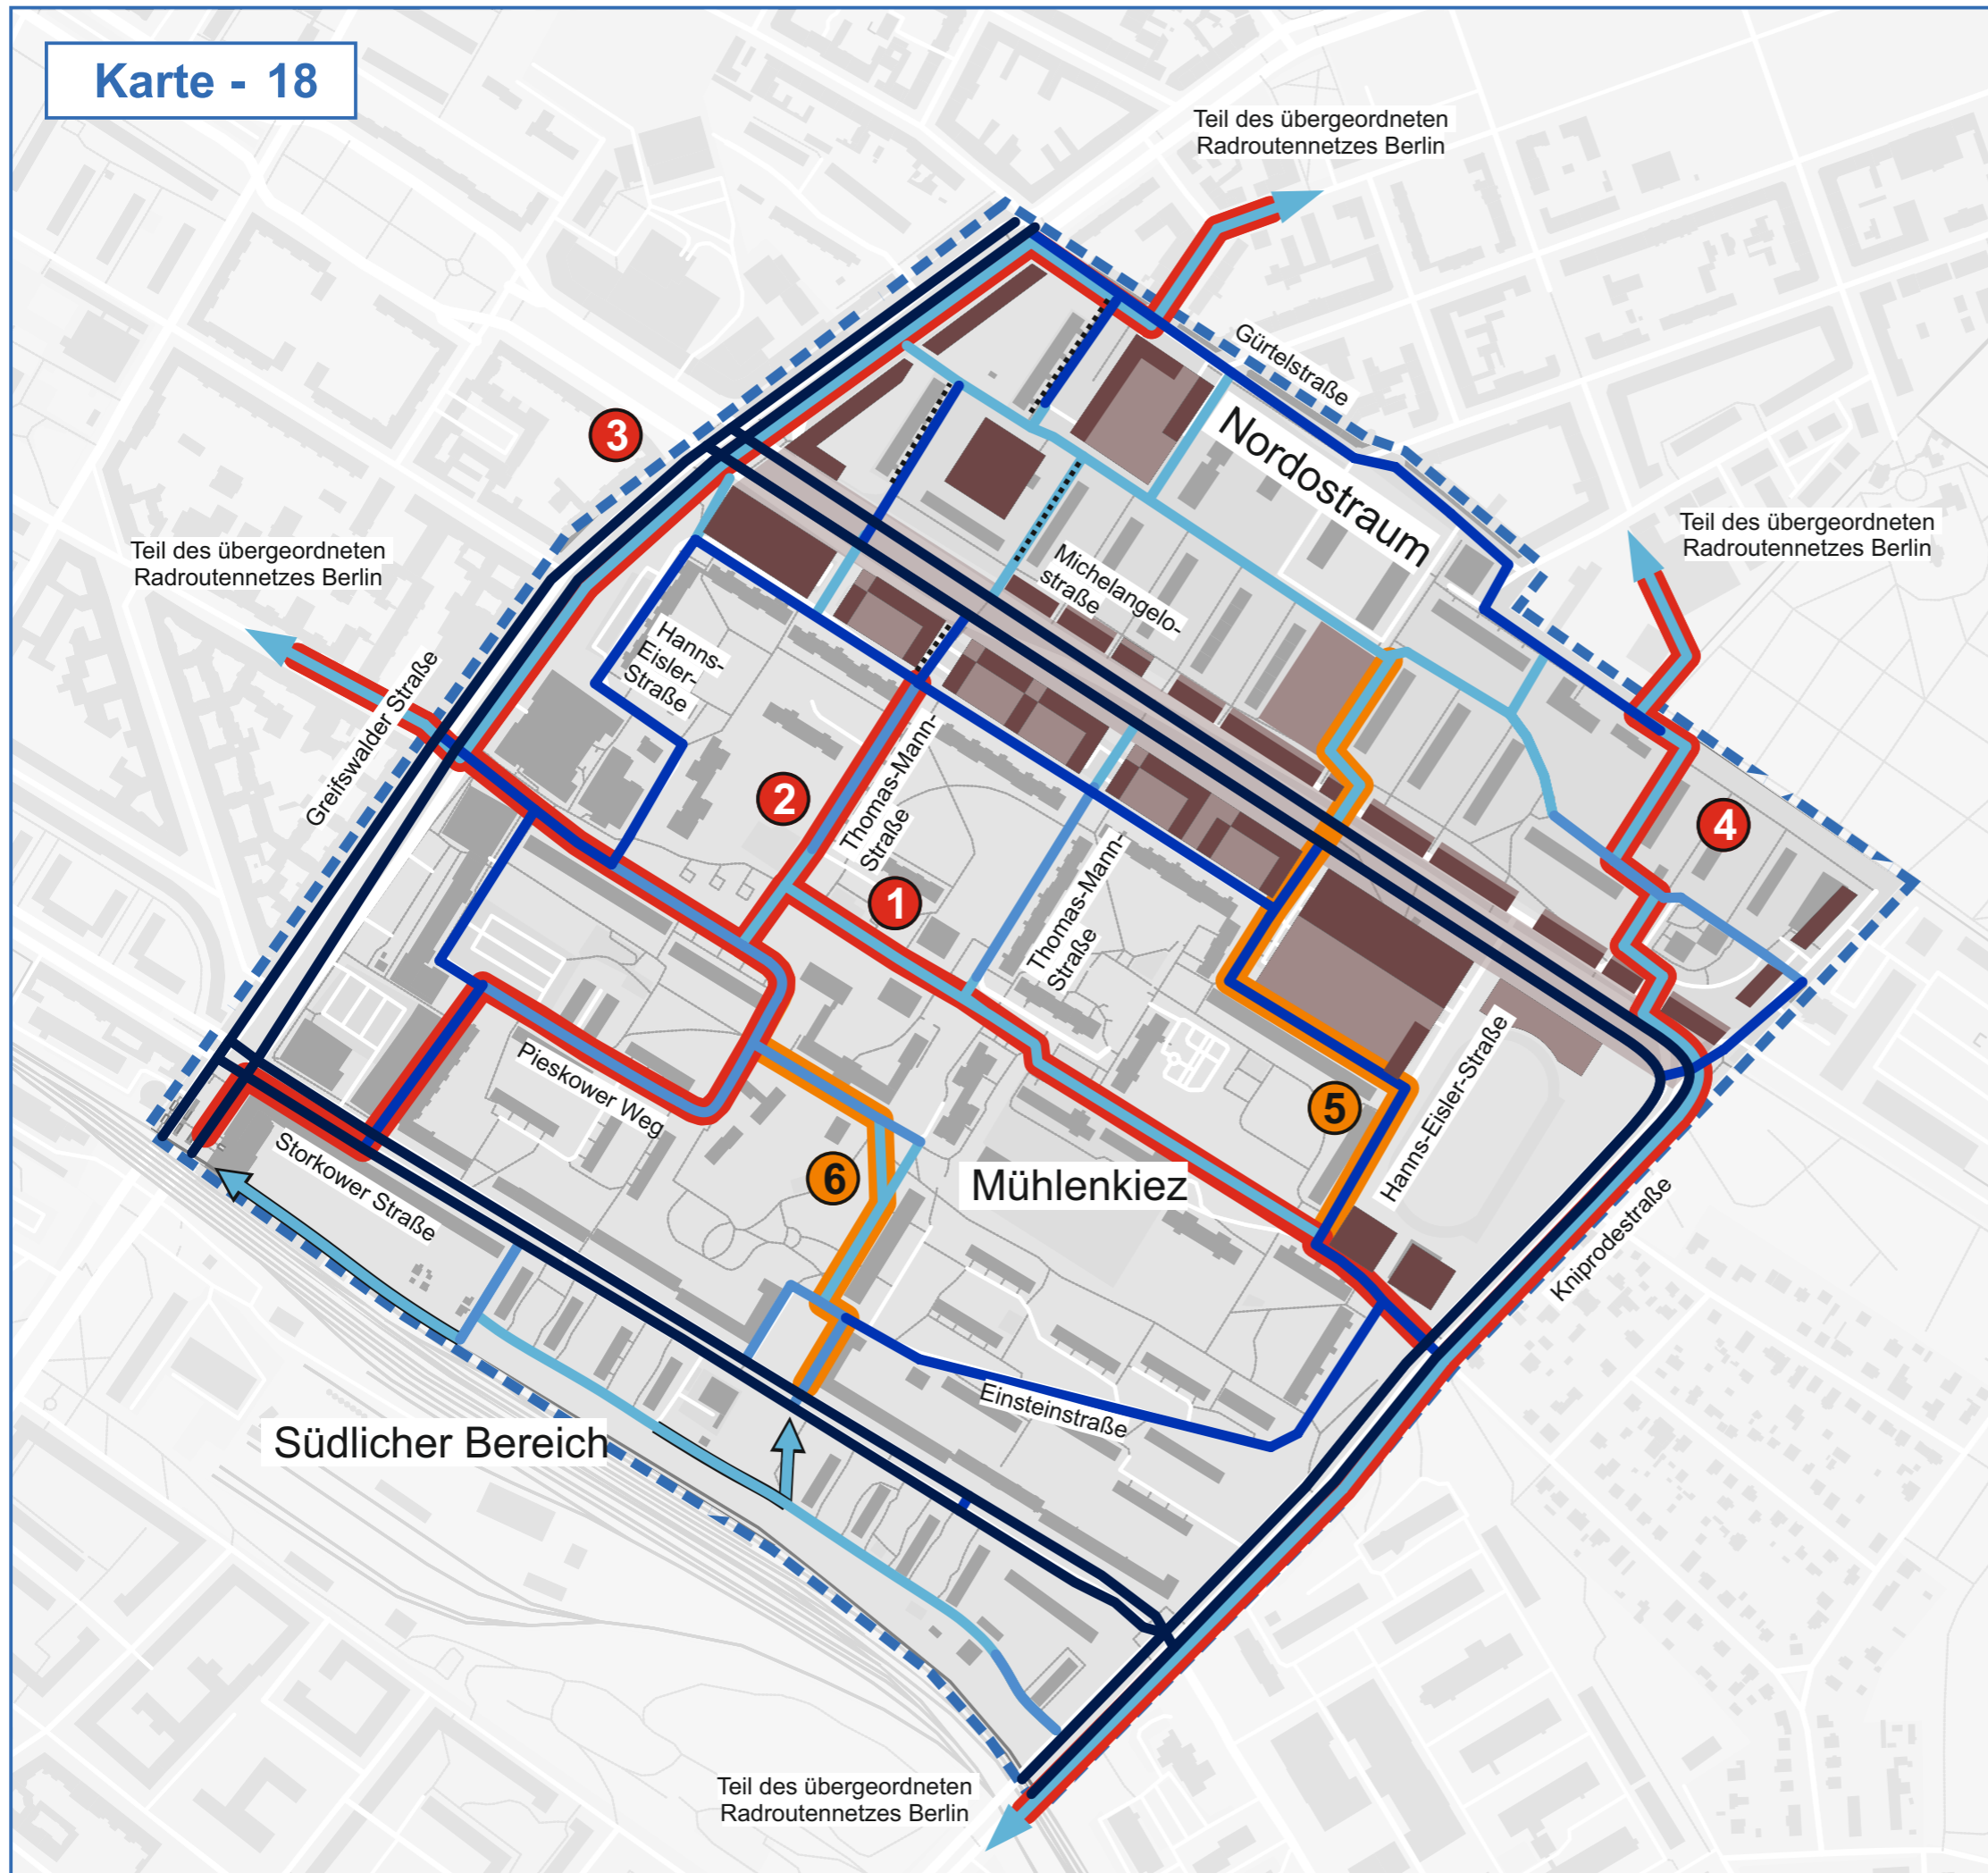 Karte - 18
Teil des übergeordneten
Radroutennetzes Berlin
Gürtelstraße
Nordostraum
3
Teil des übergeordneten
Radroutennetzes Berlin
Teil des übergeordneten
Radroutennetzes Berlin
Michelangelo-
straße
Hanns-
Eisler-
Straße
Greifswalder Straße
2
Thomas-Mann-
Straße
4
1
Thomas-Mann-
Straße
Pieskower Weg
5
Hanns-Eisler-Straße
Storkower Straße
6
Mühlenkiez
Kniprodestraße
Einsteinstraße
Südlicher Bereich
Teil des übergeordneten
Radroutennetzes Berlin